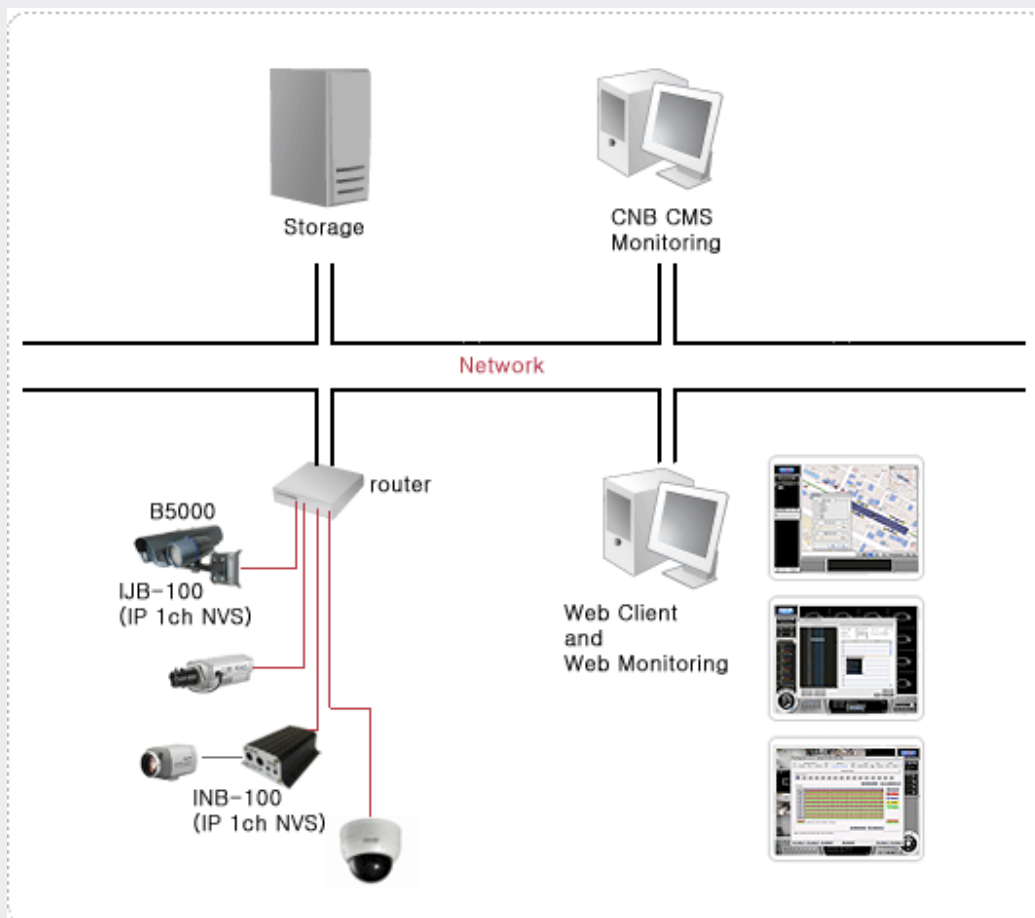 Storage
CNB CMS
Monitoring
Network
router
B5000
IJB-100
(IP 1ch NVS)
Web Client
and
Web Monitoring
INB-100
(IP 1ch NVS)